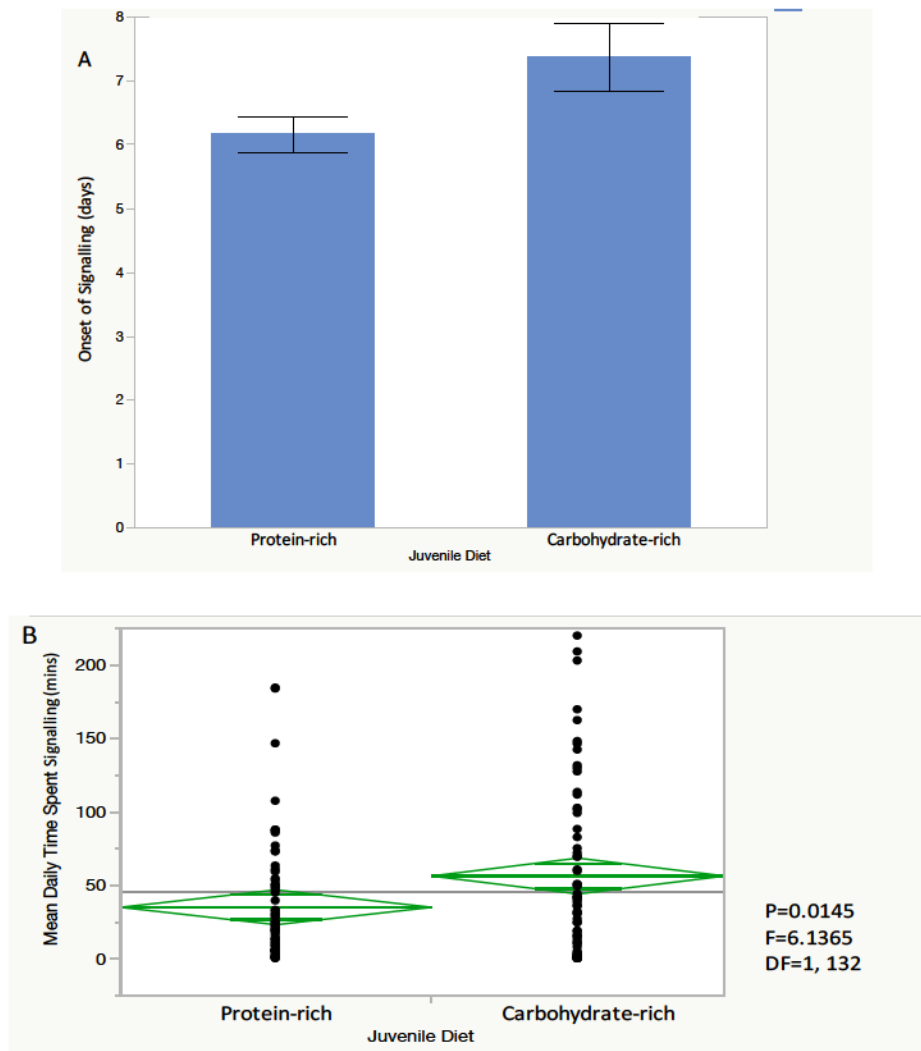 A
8
7
6
5
4
3
2
1
0
Onset of Signalling (days)
Protein-rich Carbohydrate-rich
Juvenile Diet
B
200
150
100
50
0
Mean Daily Time Spent Signalling (mins)
P=0.0145
F=6.1365
DF=1, 132
Protein-rich Carbohydrate-rich
Juvenile Diet